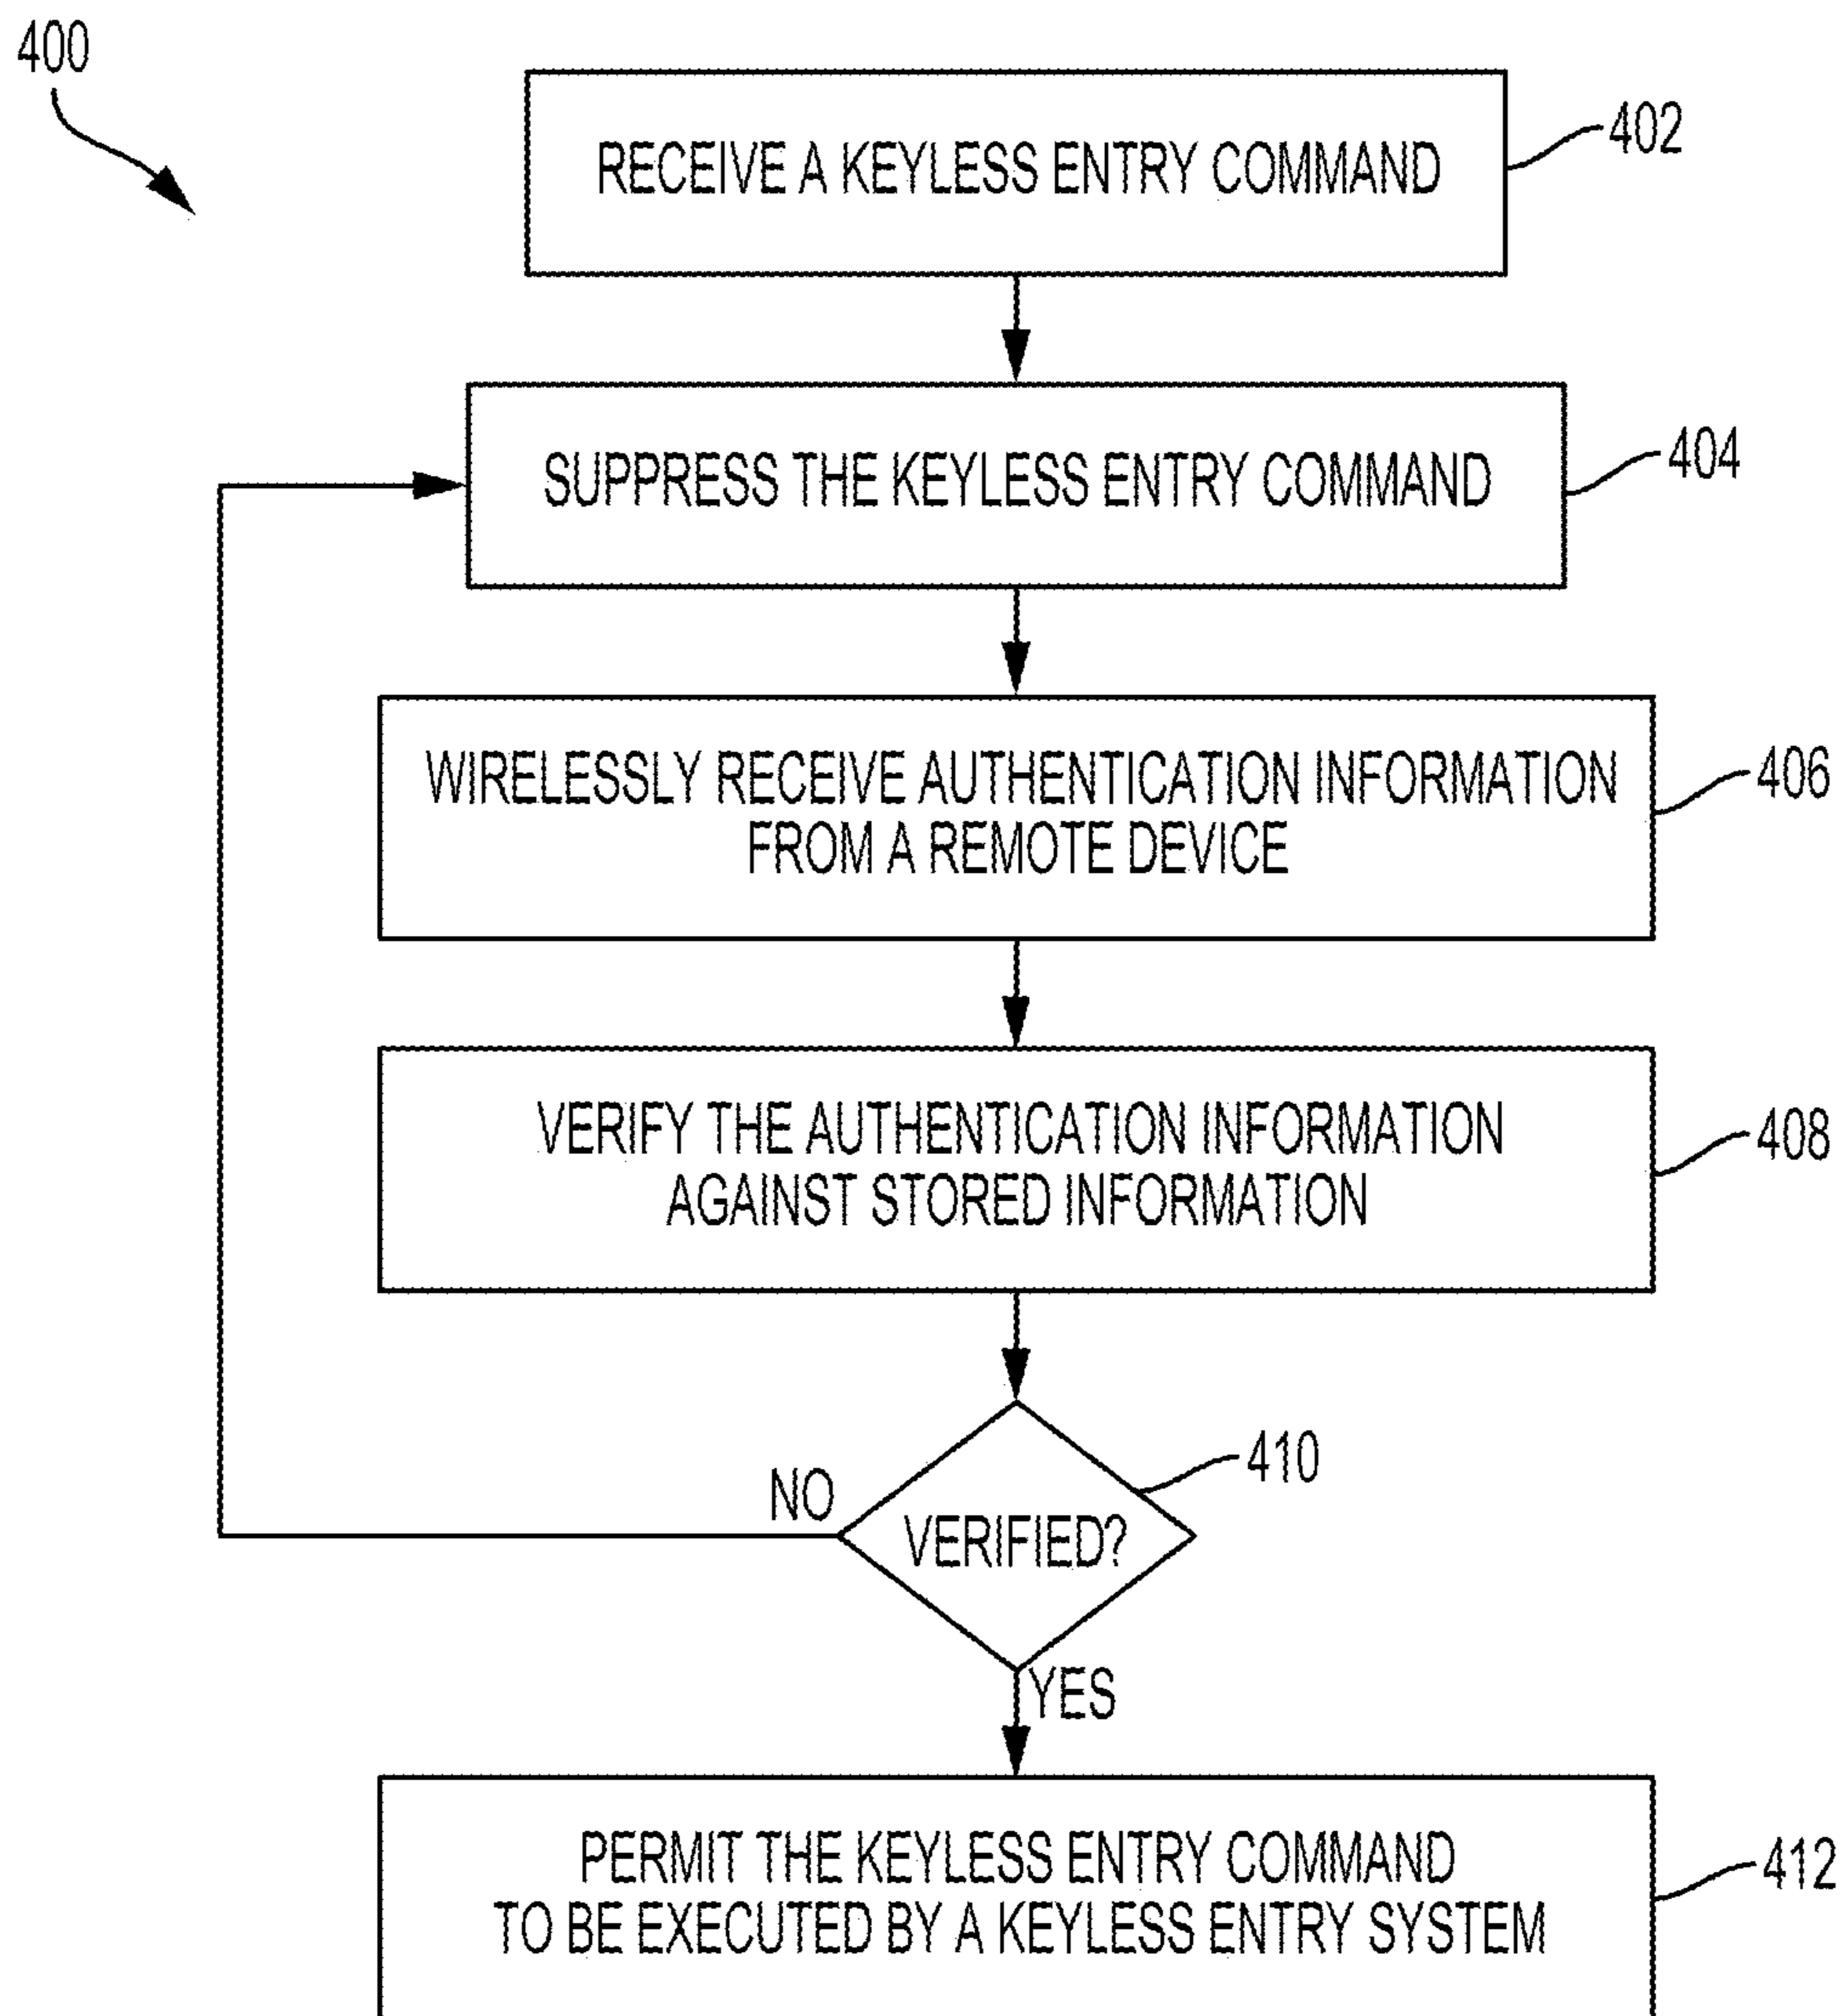 400
RECEIVE A KEYLESS ENTRY COMMAND
402
SUPPRESS THE KEYLESS ENTRY COMMAND
404
WIRELESSLY RECEIVE AUTHENTICATION INFORMATION
FROM A REMOTE DEVICE
406
VERIFY THE AUTHENTICATION INFORMATION
AGAINST STORED INFORMATION
408
NO
VERIFIED?
410
YES
PERMIT THE KEYLESS ENTRY COMMAND
TO BE EXECUTED BY A KEYLESS ENTRY SYSTEM
412